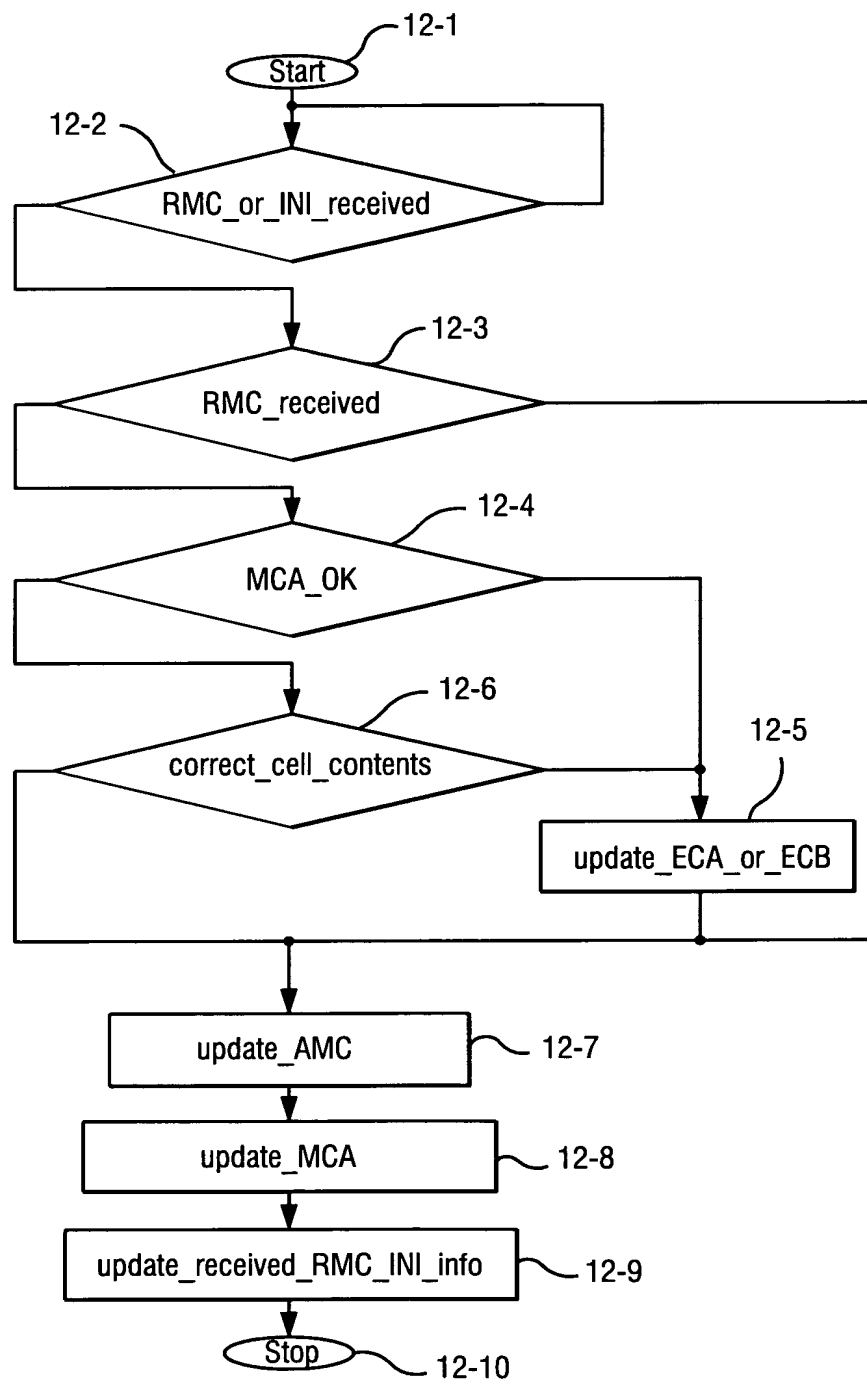 12-1
Start
12-2
RMC_or_INI_received
12-3
RMC_received
12-4
MCA_OK
12-6
correct_cell_contents
12-5
update_ECA_or_ECB
update_AMC
12-7
update_MCA
12-8
update_received_RMC_INI_info
12-9
Stop
12-10